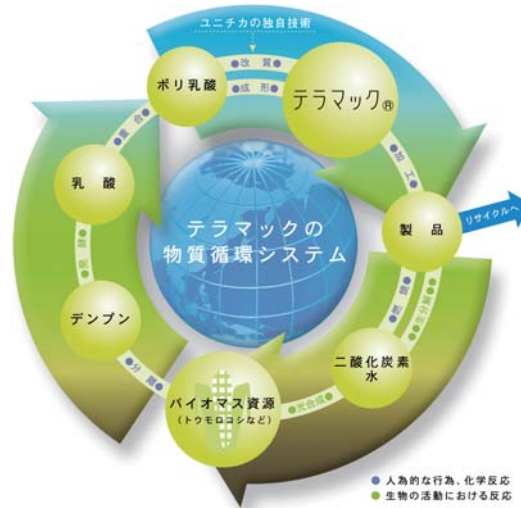 ユニチカの独自技術
●改質●
●成形●
ポリ乳酸
テラマック®
●重合●
●加工●
乳酸
製品
リサイクルへ
テラマックの
物質循環システム
●発酵●
●燃焼●
●生分解●
デンプン
二酸化炭素
水
●分離●
●光合成●
バイオマス資源
(トウモロコシなど)
●人為的な行為、化学反応
●生物の活動における反応